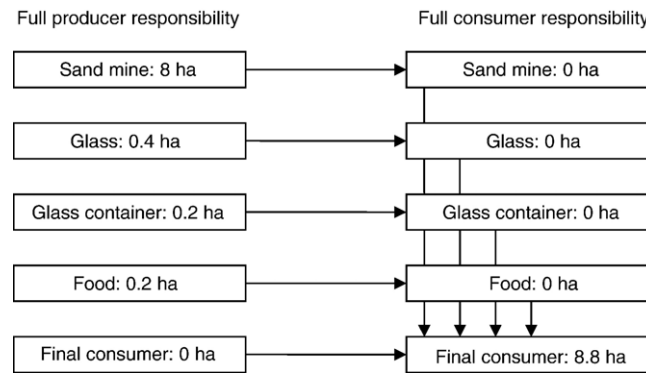 Full producer responsibility Full consumer responsibility
Sand mine: 8 ha Sand mine: 0 ha
Glass: 0.4 ha Glass: 0 ha
Glass container: 0.2 ha Glass container: 0 ha
Food: 0.2 ha Food: 0 ha
Final consumer: 0 ha Final consumer: 8.8 ha